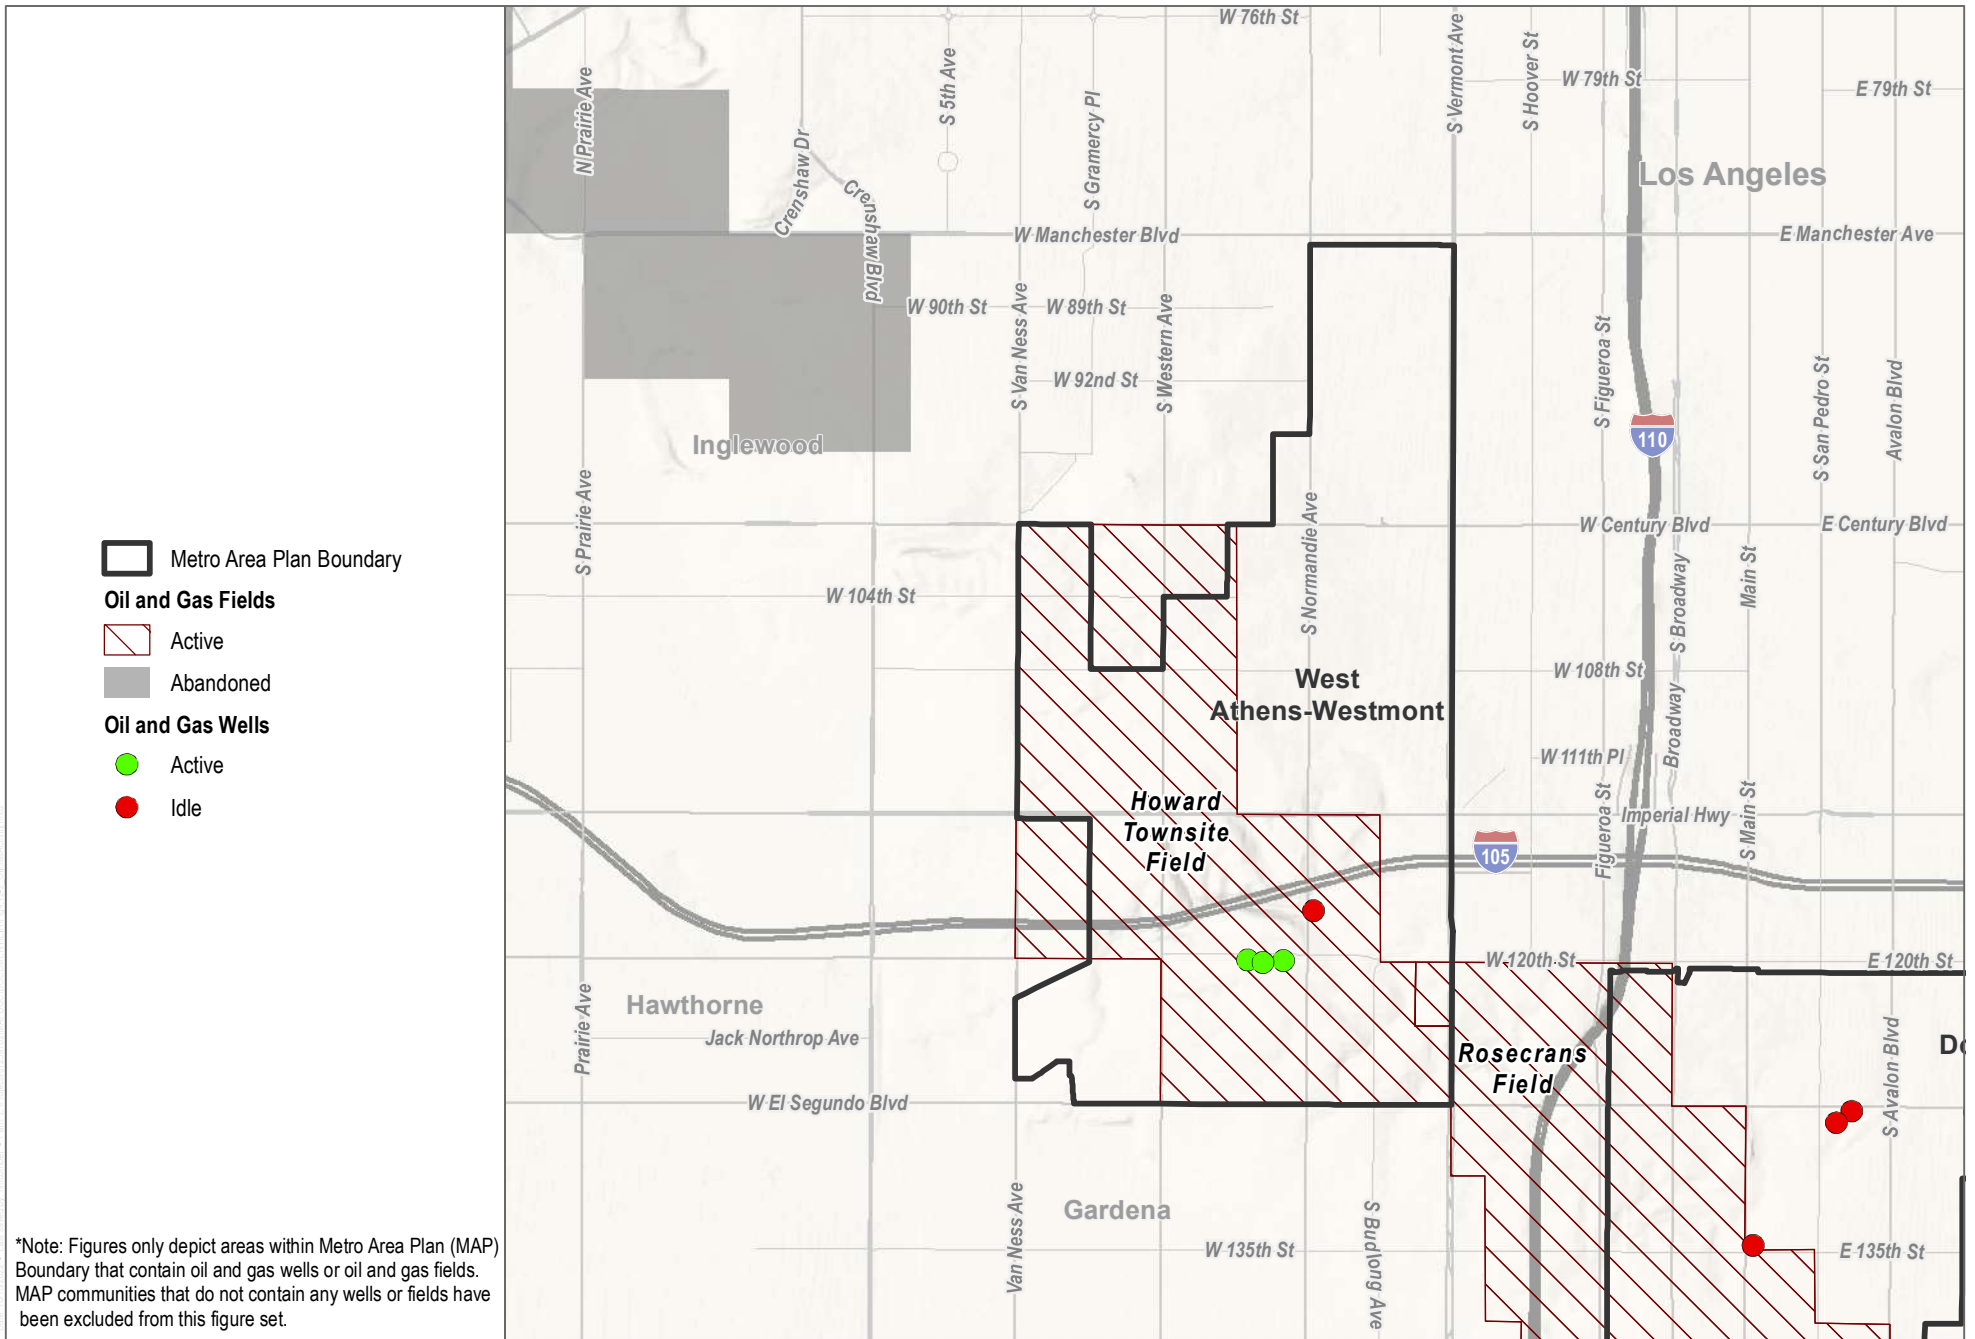 Metro Area Plan Boundary
Oil and Gas Fields
Active
Abandoned
Oil and Gas Wells
Active
Idle
*Note: Figures only depict areas within Metro Area Plan (MAP)
Boundary that contain oil and gas wells or oil and gas fields.
MAP communities that do not contain any wells or fields have
been excluded from this figure set.
W 76th St
S Vermont Ave
S Hoover St
W 79th St
E 79th St
N Prairie Ave
S 5th Ave
S Gramercy Pl
Crenshaw Dr
Crenshaw Blvd
Los Angeles
W Manchester Blvd
E Manchester Ave
W 90th St
W 89th St
S Van Ness Ave
S Western Ave
W 92nd St
S Figueroa St
110
S San Pedro St
Avalon Blvd
Inglewood
S Prairie Ave
S Normandie Ave
W Century Blvd
E Century Blvd
W 104th St
S Broadway
Main St
W 108th St
West
Athens-Westmont
Broadway
W 111th Pl
Figueroa St
Imperial Hwy
S Main St
Howard
Townsite
Field
105
W 120th St
E 120th St
Hawthorne
Prairie Ave
Jack Northrop Ave
Rosecrans
Field
S Avalon Blvd
W El Segundo Blvd
Van Ness Ave
Gardena
S Budlong Ave
W 135th St
E 135th St